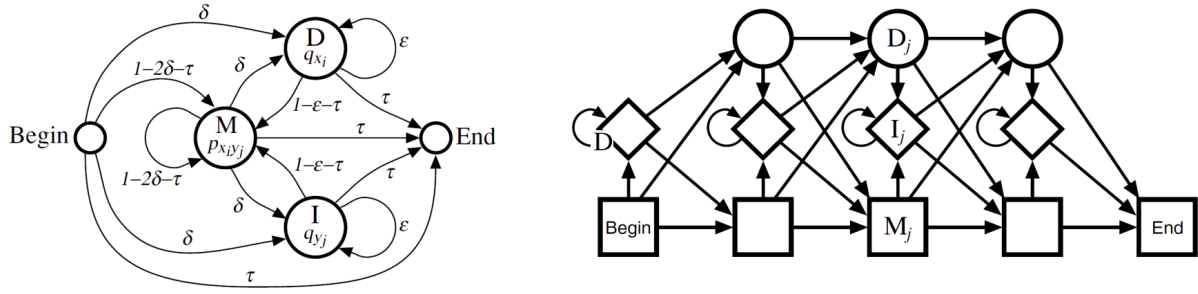 D
q_{x_i}
ε
δ
δ
1-2δ-τ
1-ε-τ
τ
Begin
M
p_{x_i y_j}
τ
End
1-2δ-τ
1-ε-τ
τ
δ
I
q_{y_j}
ε
δ
τ
D_j
D
I_j
Begin
M_j
End